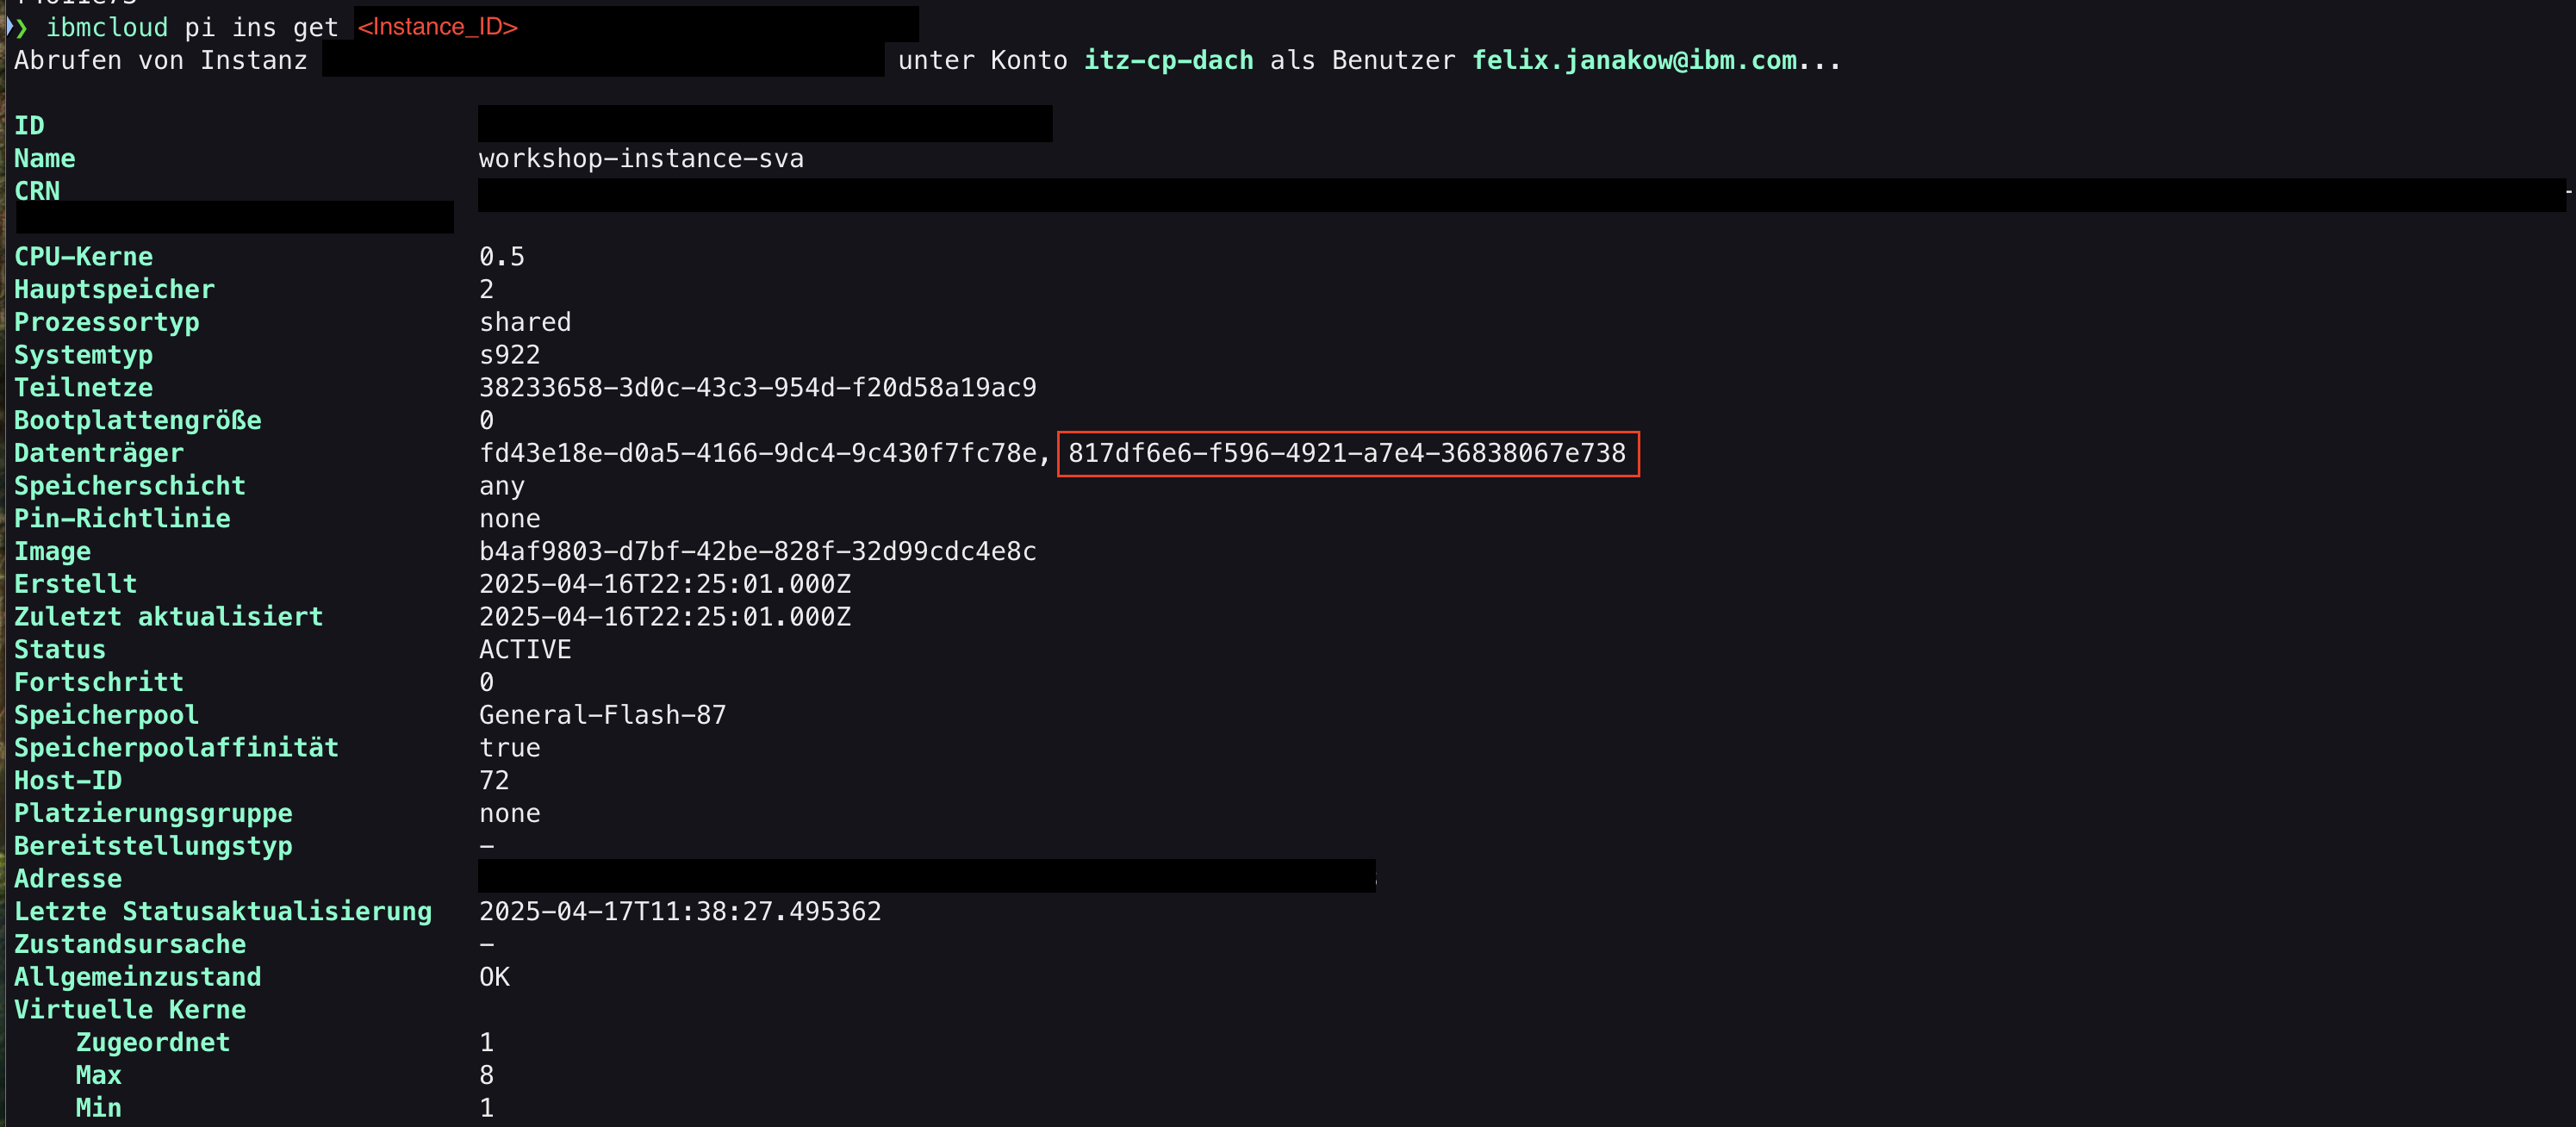 ❯ ibmcloud pi ins get <Instance_ID>
Abrufen von Instanz unter Konto itz-cp-dach als Benutzer felix.janakow@ibm.com...
ID
Name workshop-instance-sva
CRN
CPU-Kerne 0.5
Hauptspeicher 2
Prozessortyp shared
Systemtyp s922
Teilnetze 38233658-3d0c-43c3-954d-f20d58a19ac9
Bootplattengröße 0
Datenträger fd43e18e-d0a5-4166-9dc4-9c430f7fc78e, 817df6e6-f596-4921-a7e4-36838067e738
Speicherschicht any
Pin-Richtlinie none
Image b4af9803-d7bf-42be-828f-32d99cdc4e8c
Erstellt 2025-04-16T22:25:01.000Z
Zuletzt aktualisiert 2025-04-16T22:25:01.000Z
Status ACTIVE
Fortschritt 0
Speicherpool General-Flash-87
Speicherpoolaffinität true
Host-ID 72
Platzierungsgruppe none
Bereitstellungstyp -
Adresse
Letzte Statusaktualisierung 2025-04-17T11:38:27.495362
Zustandsursache -
Allgemeinzustand OK
Virtuelle Kerne
Zugeordnet 1
Max 8
Min 1